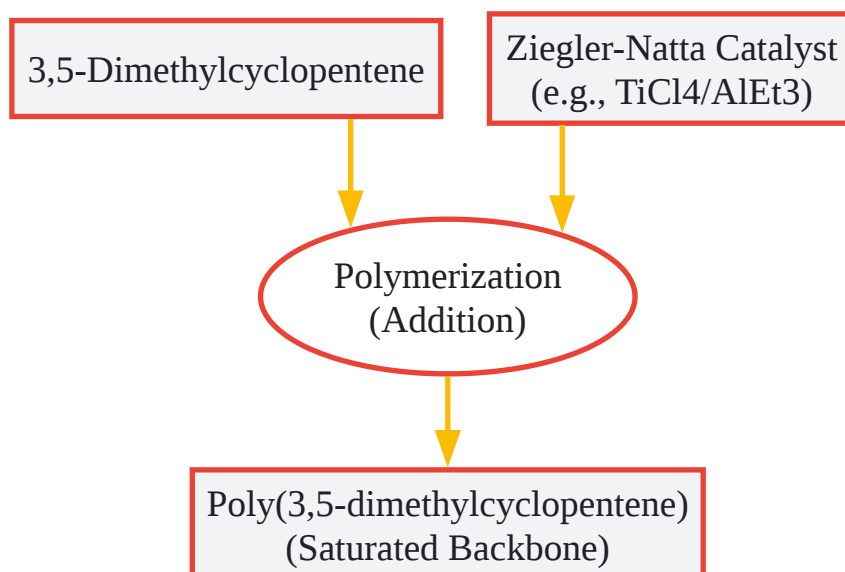 3,5-Dimethylcyclopentene
Ziegler-Natta Catalyst
(e.g., TiCl4/AlEt3)
Polymerization
(Addition)
Poly(3,5-dimethylcyclopentene)
(Saturated Backbone)